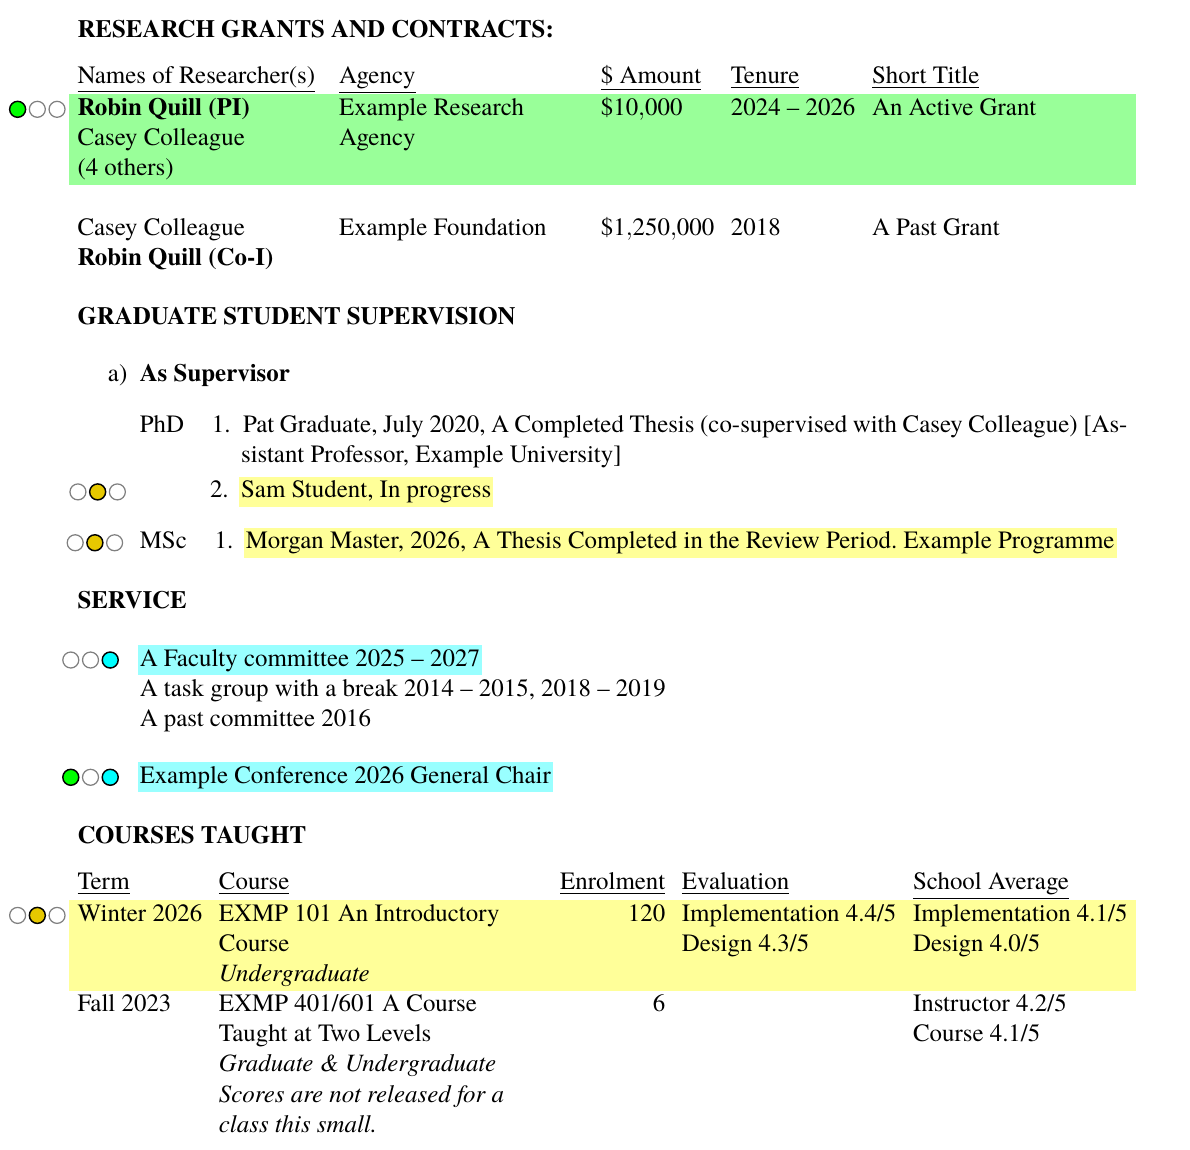 RESEARCH GRANTS AND CONTRACTS:
Names of Researcher(s) Agency $ Amount Tenure Short Title
Robin Quill (PI) Example Research $10,000 2024 – 2026 An Active Grant
Casey Colleague Agency
(4 others)
Casey Colleague Example Foundation $1,250,000 2018 A Past Grant
Robin Quill (Co-I)
GRADUATE STUDENT SUPERVISION
a) As Supervisor
PhD 1. Pat Graduate, July 2020, A Completed Thesis (co-supervised with Casey Colleague) [As-
sistant Professor, Example University]
2. Sam Student, In progress
MSc 1. Morgan Master, 2026, A Thesis Completed in the Review Period. Example Programme
SERVICE
A Faculty committee 2025 – 2027
A task group with a break 2014 – 2015, 2018 – 2019
A past committee 2016
Example Conference 2026 General Chair
COURSES TAUGHT
Term Course Enrolment Evaluation School Average
Winter 2026 EXMP 101 An Introductory 120 Implementation 4.4/5 Implementation 4.1/5
Course Design 4.3/5 Design 4.0/5
Undergraduate
Fall 2023 EXMP 401/601 A Course 6 Instructor 4.2/5
Taught at Two Levels Course 4.1/5
Graduate & Undergraduate
Scores are not released for a
class this small.